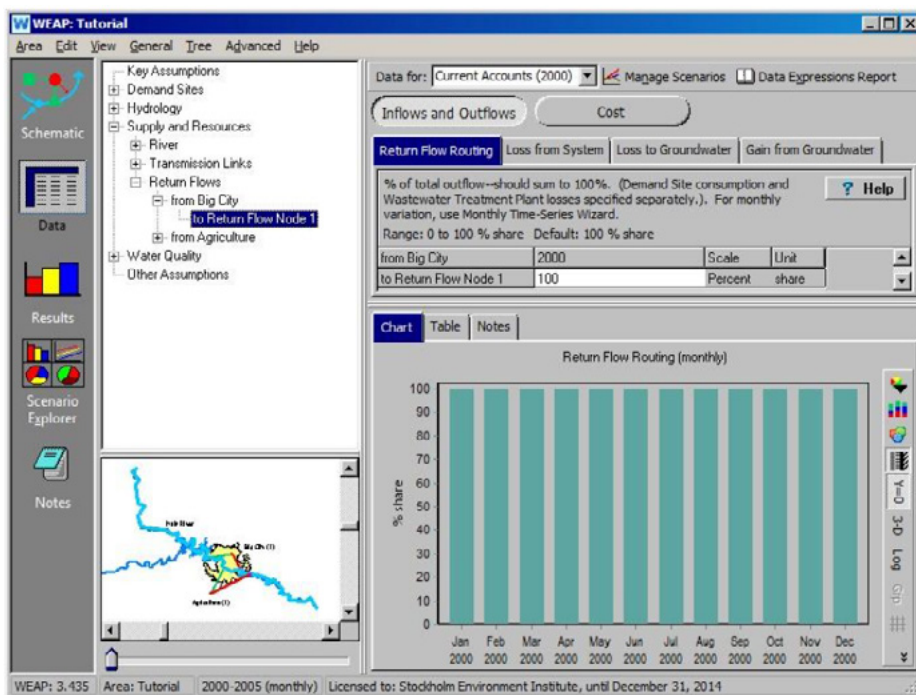 WEAP: Tutorial
Area Edit View General Tree Advanced Help
Schematic
Data
Results
Scenario
Explorer
Notes
Key Assumptions
Demand Sites
Hydrology
Supply and Resources
River
Transmission Links
Return Flows
from Big City
to Return Flow Node 1
from Agriculture
Water Quality
Other Assumptions
Big City (1)
Agriculture (1)
Data for: Current Accounts (2000) Manage Scenarios Data Expressions Report
Inflows and Outflows Cost
Return Flow Routing Loss from System Loss to Groundwater Gain from Groundwater
% of total outflow--should sum to 100%. (Demand Site consumption and
Wastewater Treatment Plant losses specified separately.). For monthly
variation, use Monthly Time-Series Wizard.
Range: 0 to 100 % share Default: 100 % share
? Help
from Big City 2000 Scale Unit
to Return Flow Node 1 100 Percent share
Chart Table Notes
Return Flow Routing (monthly)
% share
100
90
80
70
60
50
40
30
20
10
0
Jan Feb Mar Apr May Jun Jul Aug Sep Oct Nov Dec
2000 2000 2000 2000 2000 2000 2000 2000 2000 2000 2000 2000
Y=0
3-D
Log
WEAP: 3.435 Area: Tutorial 2000-2005 (monthly) Licensed to: Stockholm Environment Institute, until December 31, 2014